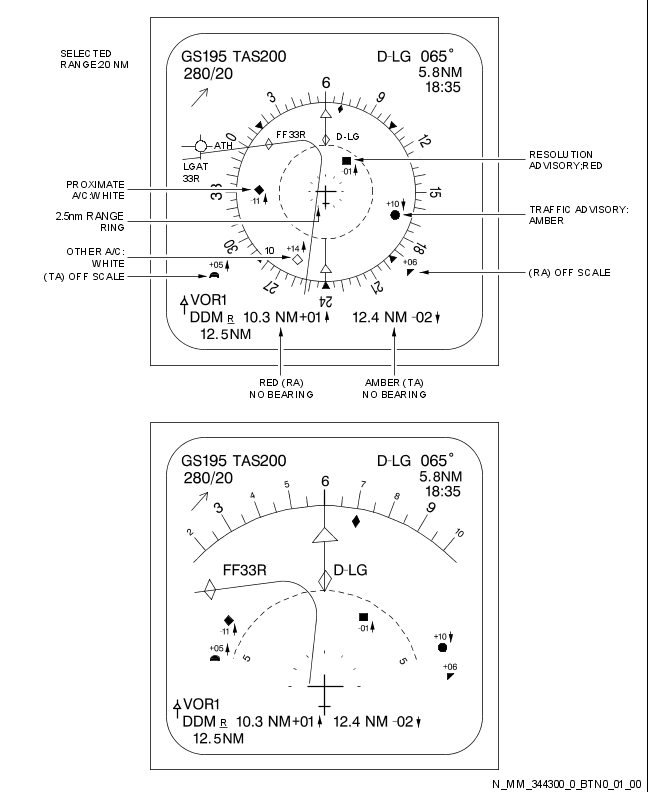 SELECTED
RANGE:20 NM
GS195 TAS200
280/20
D-LG 065°
5.8NM
18:35
6
3
9
0
12
33
15
30
18
27
24
21
FF33R
D-LG
ATH
LGAT
33R
-01
-11
+10
+14
10
+05
+06
VOR1
DDM R 10.3 NM+01
12.4 NM -02
12.5NM
RESOLUTION
ADVISORY;RED
PROXIMATE
A/C:WHITE
2.5nm RANGE
RING
TRAFFIC ADVISORY:
AMBER
OTHER A/C:
WHITE
(TA) OFF SCALE
(RA) OFF SCALE
RED (RA)
NO BEARING
AMBER (TA)
NO BEARING
GS195 TAS200
280/20
D-LG 065°
5.8NM
18:35
2
3
4
5
6
7
8
9
10
FF33R
D-LG
-11
-01
+05
+10
+06
5
5
VOR1
DDM R 10.3 NM+01
12.4 NM -02
12.5NM
N_MM_344300_0_BTN0_01_00